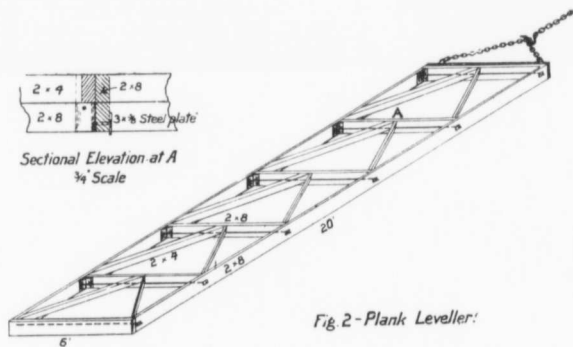 2 × 4
2 × 8
2 × 8
3 × ⅜ Steel plate
Sectional Elevation at A
¾" Scale
A
2 × 8
2 × 4
2 × 8
20'
6'
Fig. 2 - Plank Leveller.